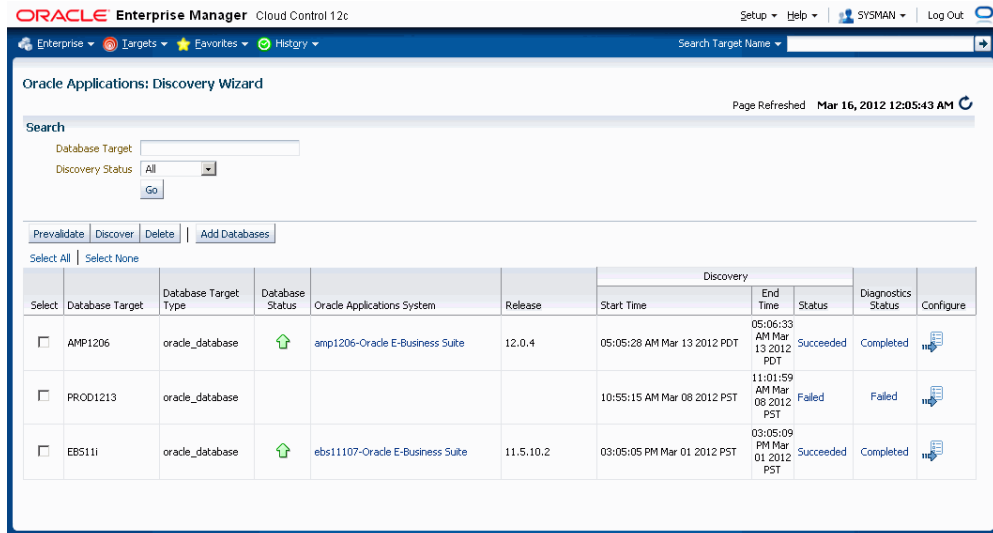 ORACLE Enterprise Manager Cloud Control 12c
Setup Help SYSMAN Log Out
Enterprise Targets Favorites History Search Target Name
Oracle Applications: Discovery Wizard
Page Refreshed Mar 16, 2012 12:05:43 AM
Search
Database Target
Discovery Status All
Go
Prevalidate Discover Delete Add Databases
Select All Select None
Discovery
Select Database Target Database Target Type Database Status Oracle Applications System Release Start Time End Time Status Diagnostics Status Configure
AMP1206 oracle_database amp1206-Oracle E-Business Suite 12.0.4 05:05:28 AM Mar 13 2012 PDT 05:06:33 AM Mar 13 2012 PDT Succeeded Completed
PROD1213 oracle_database 10:55:15 AM Mar 08 2012 PST 11:01:59 AM Mar 08 2012 PST Failed Failed
EBS11i oracle_database ebs11107-Oracle E-Business Suite 11.5.10.2 03:05:05 PM Mar 01 2012 PST 03:05:09 PM Mar 01 2012 PST Succeeded Completed